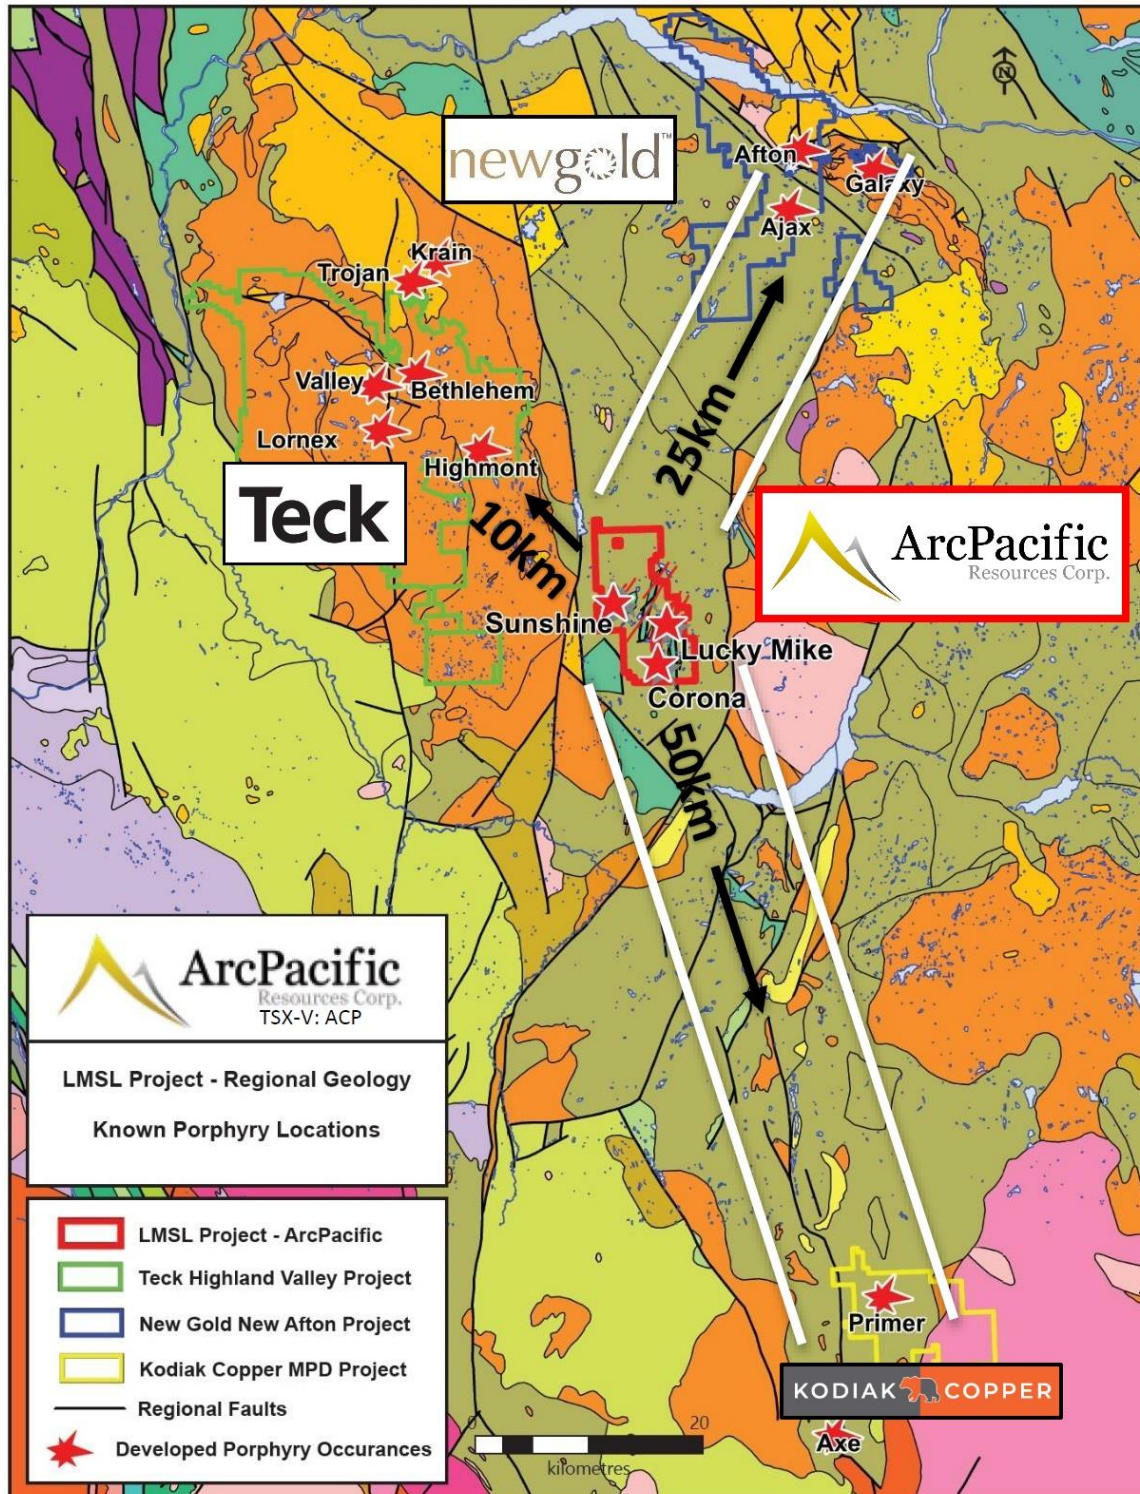 N
newgold™
Afton
Galaxy
Ajax
Krain
Trojan
Valley
Bethlehem
Lornex
Highmont
Teck
25km
10km
ArcPacific
Resources Corp.
Sunshine
Lucky Mike
Corona
50km
ArcPacific
Resources Corp.
TSX-V: ACP
LMSL Project - Regional Geology
Known Porphyry Locations
LMSL Project - ArcPacific
Teck Highland Valley Project
New Gold New Afton Project
Kodiak Copper MPD Project
Regional Faults
Developed Porphyry Occurances
Primer
KODIAK COPPER
Axe
0 20
kilometres